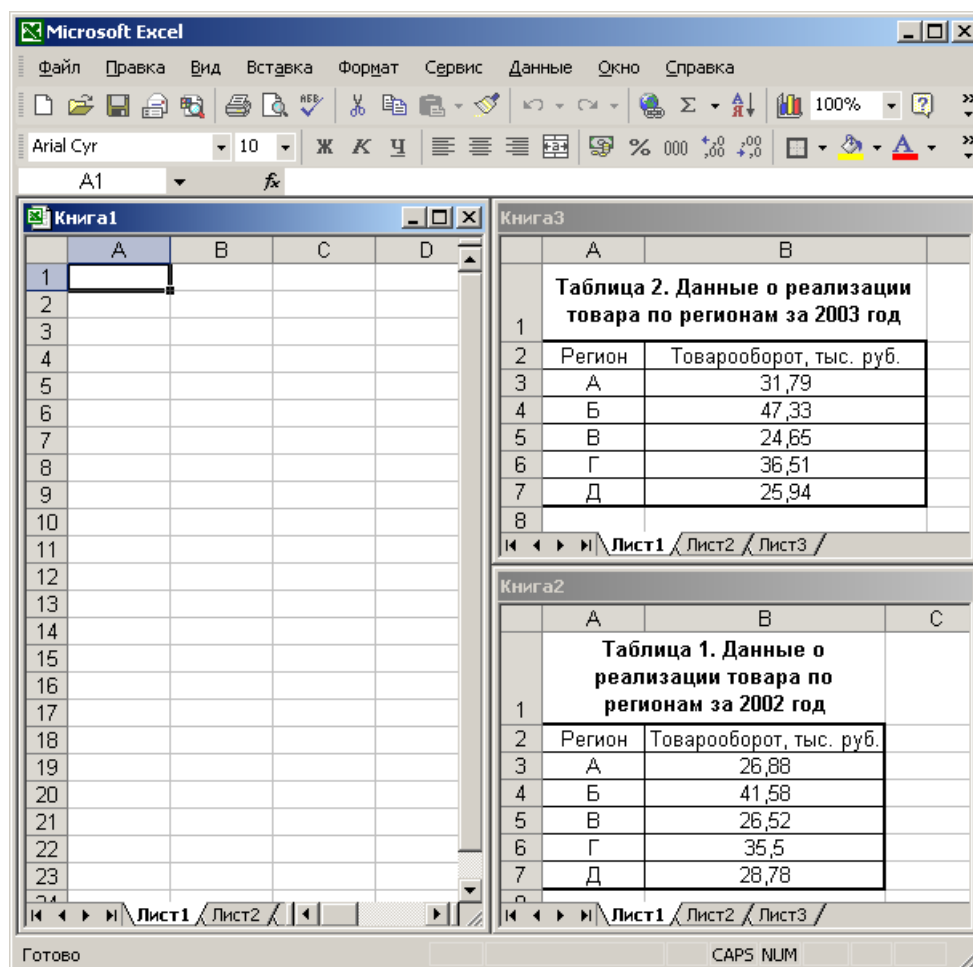 Microsoft Excel
Файл Правка Вид Вставка Формат Сервис Данные Окно Справка
100%
Arial Cyr 10 Ж К Ч % 000
A1 fx
Книга1
A B C D
1
2
3
4
5
6
7
8
9
10
11
12
13
14
15
16
17
18
19
20
21
22
23
Лист1 Лист2
Книга3
A B
Таблица 2. Данные о реализации
товара по регионам за 2003 год
1
2 Регион Товарооборот, тыс. руб.
3 А 31,79
4 Б 47,33
5 В 24,65
6 Г 36,51
7 Д 25,94
8
Лист1 Лист2 Лист3
Книга2
A B C
Таблица 1. Данные о
реализации товара по
регионам за 2002 год
1
2 Регион Товарооборот, тыс. руб.
3 А 26,88
4 Б 41,58
5 В 26,52
6 Г 35,5
7 Д 28,78
Лист1 Лист2 Лист3
Готово CAPS NUM